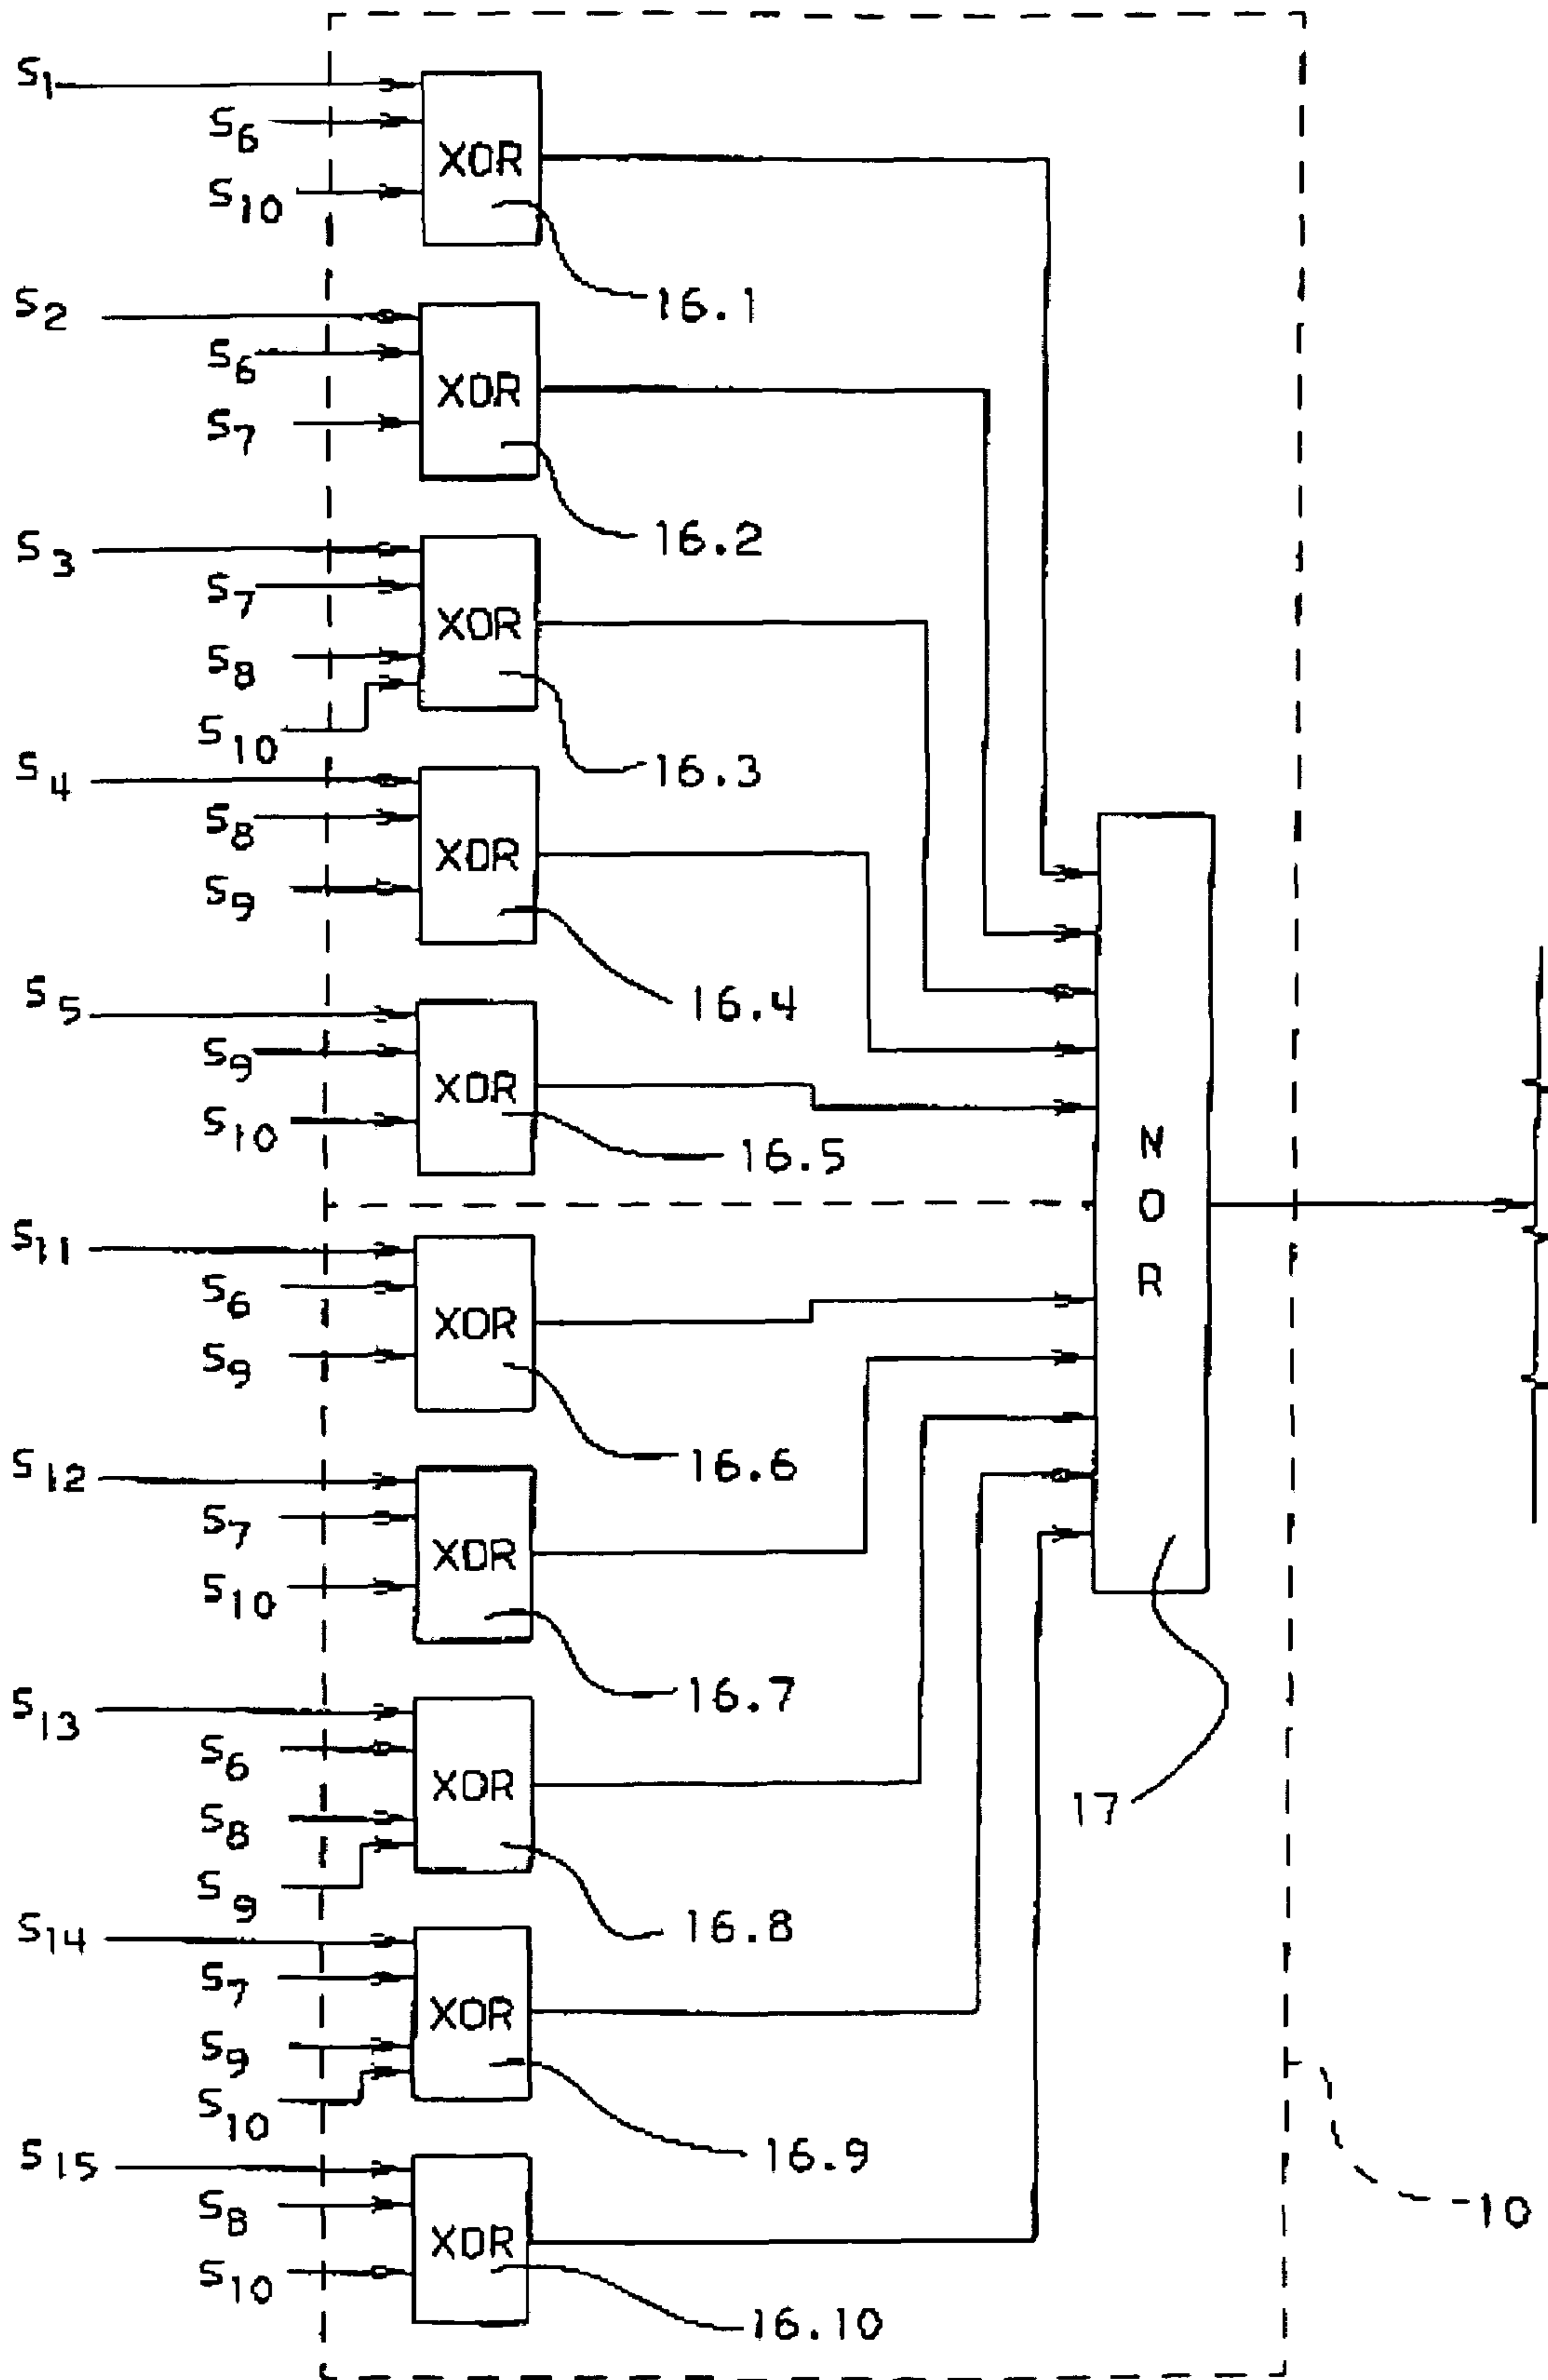 S1
S6
S10
XOR
16.1
S2
S6
S7
XOR
16.2
S3
S7
S8
S10
XOR
16.3
S4
S8
S9
XOR
16.4
S5
S9
S10
XOR
16.5
NOR
S11
S6
S9
XOR
16.6
S12
S7
S10
XOR
16.7
S13
S6
S8
S9
XOR
16.8
17
S14
S7
S9
S10
XOR
16.9
S15
S8
S10
XOR
16.10
10